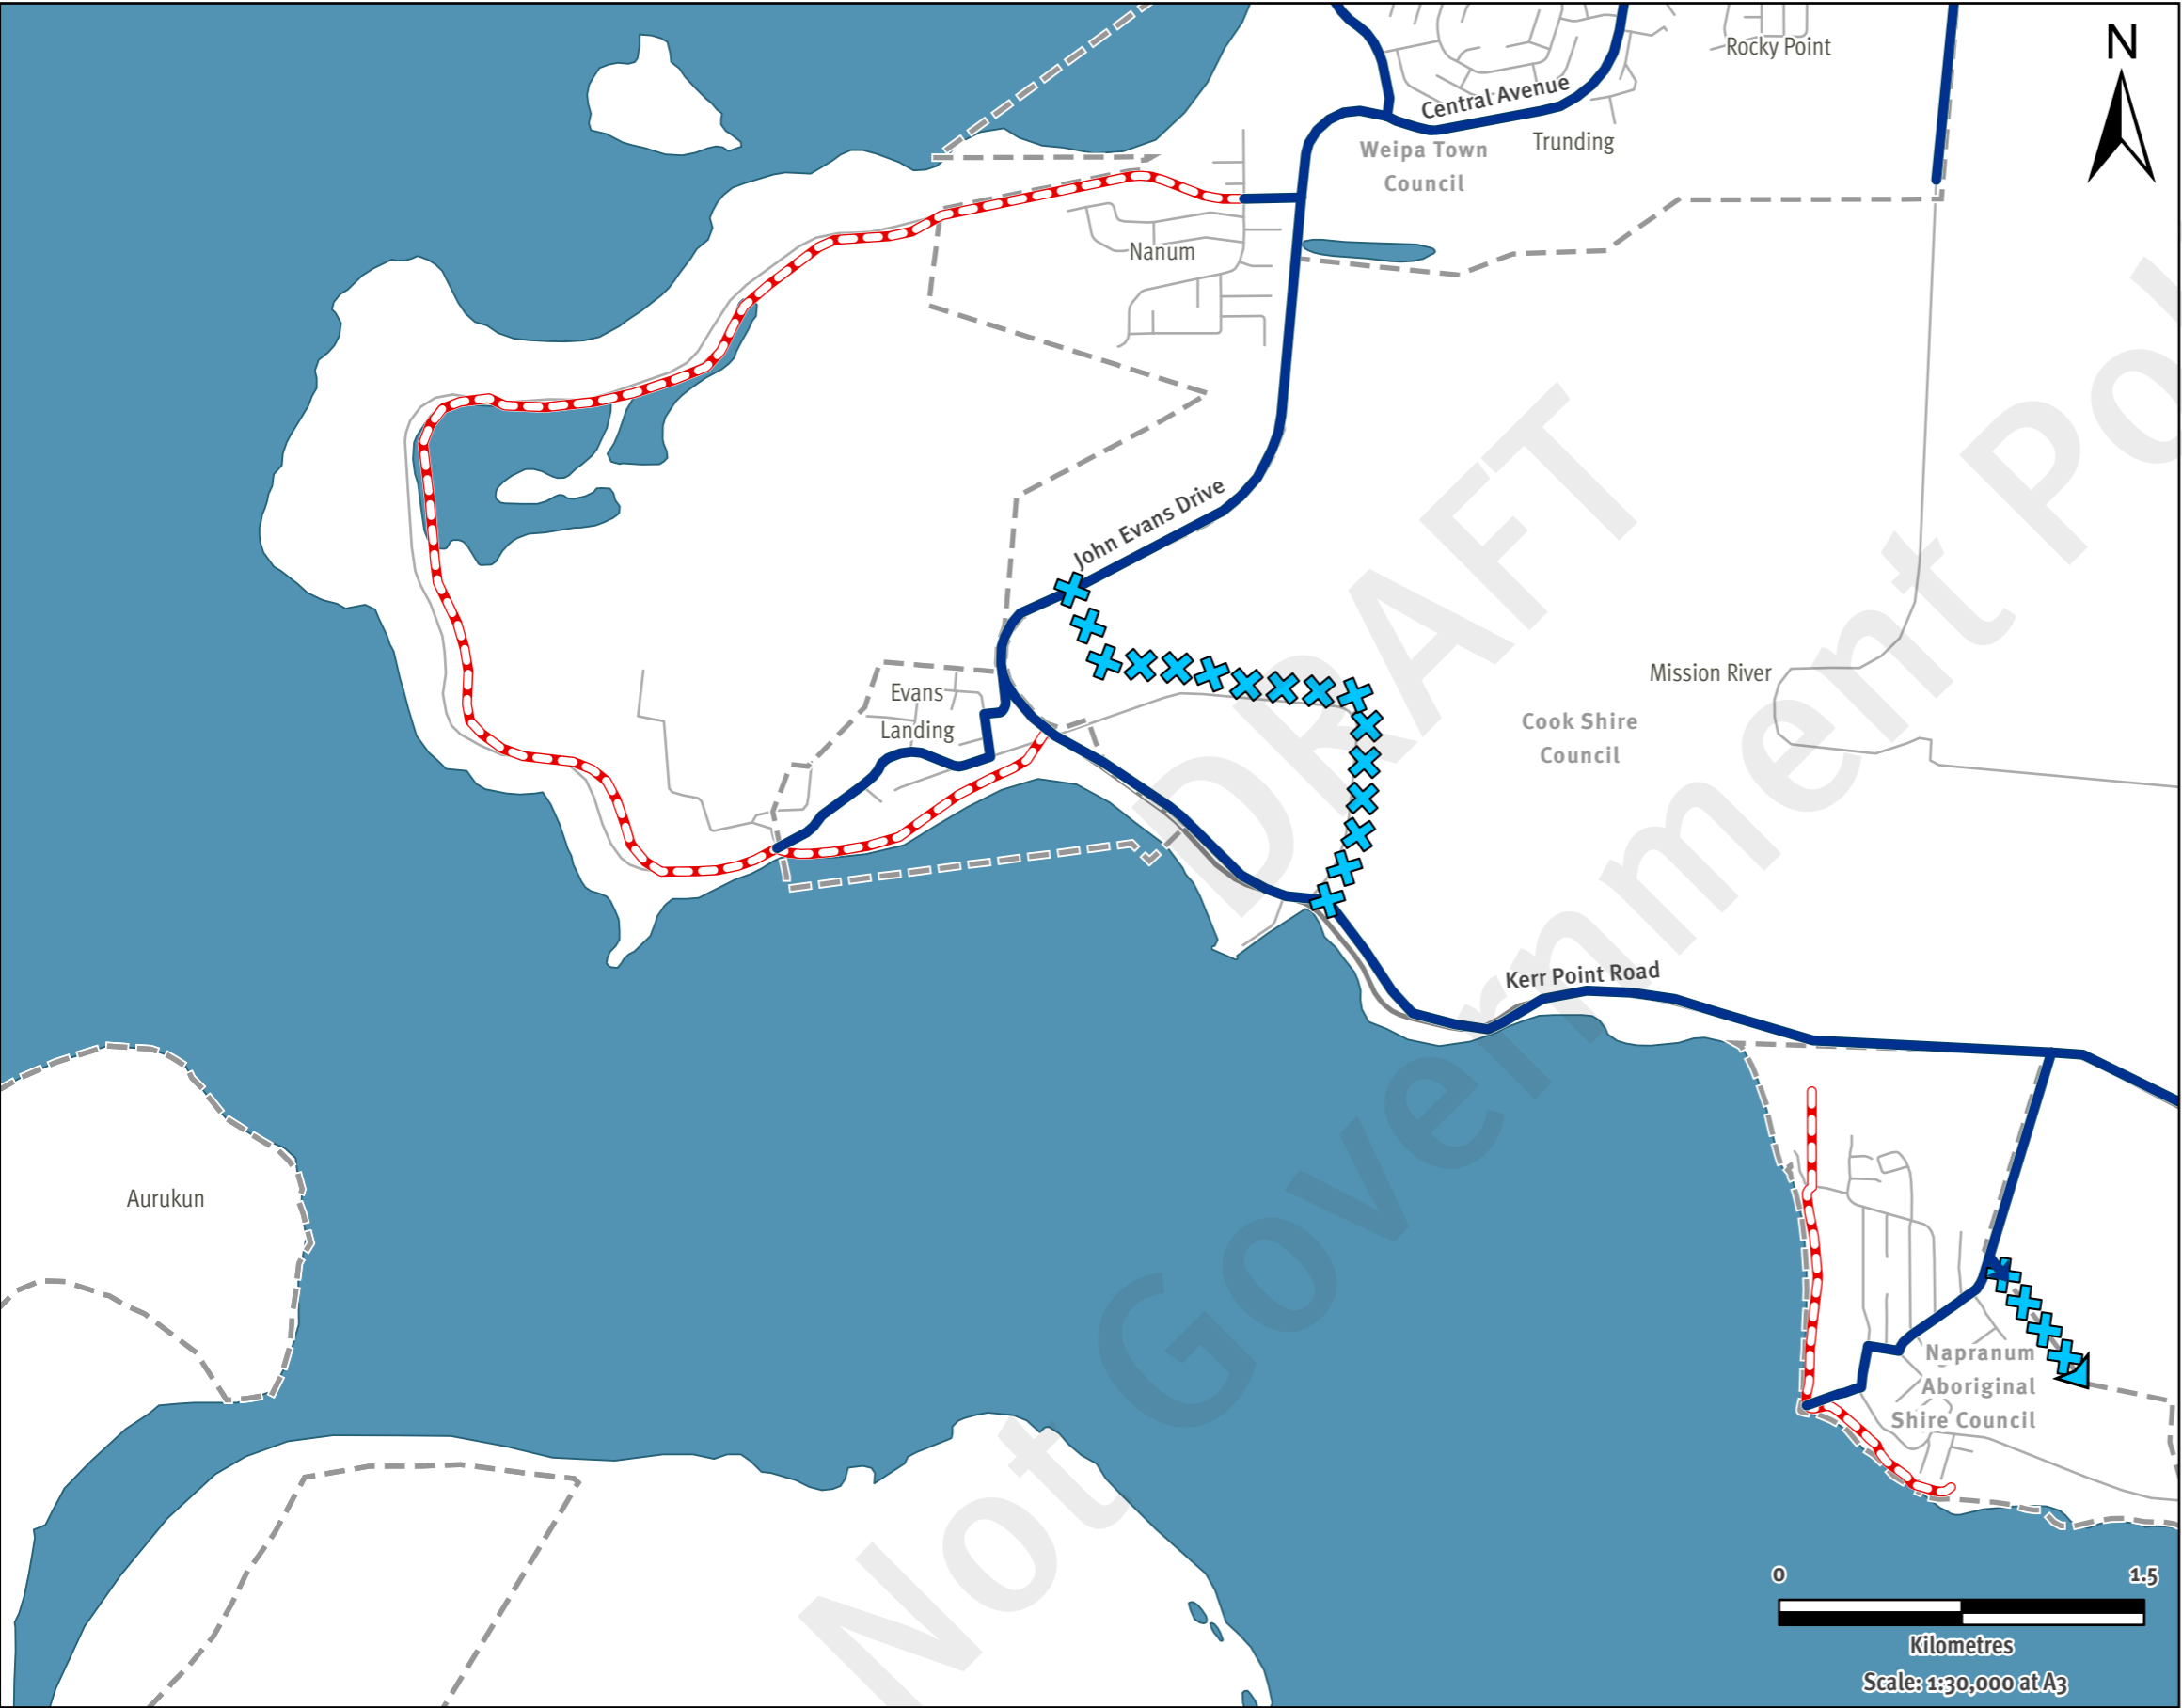 Rocky Point
N
Central Avenue
Trunding
Weipa Town
Council
Nanum
John Evans Drive
Mission River
Evans
Landing
Cook Shire
Council
Kerr Point Road
Aurukun
Napranum
Aboriginal
Shire Council
DRAFT
Not Government Pol
0 1.5
Kilometres
Scale: 1:30,000 at A3